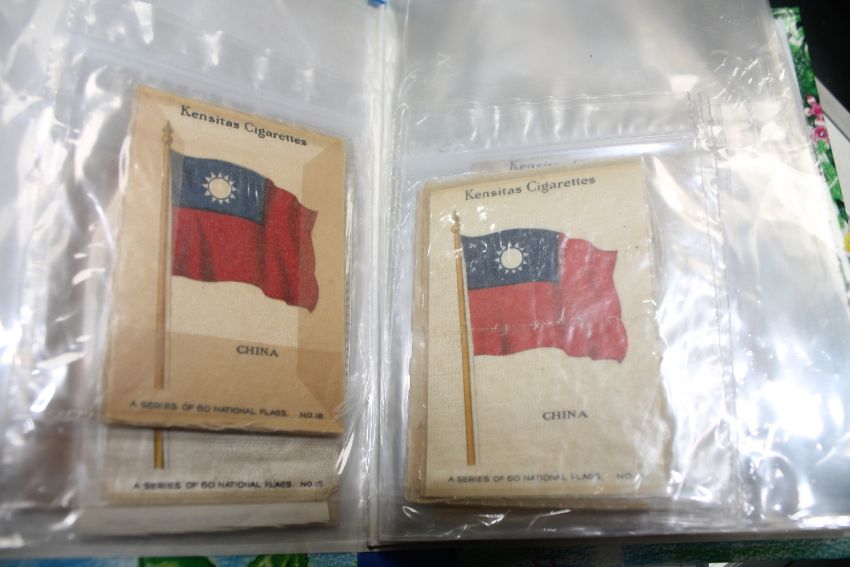 Kensitas Cigarettes
CHINA
A SERIES OF 60 NATIONAL FLAGS. NO.18.
A SERIES OF 60 NATIONAL FLAGS. NO.15
Kensitas Cigarettes
CHINA
A SERIES OF 60 NATIONAL FLAGS. NO.